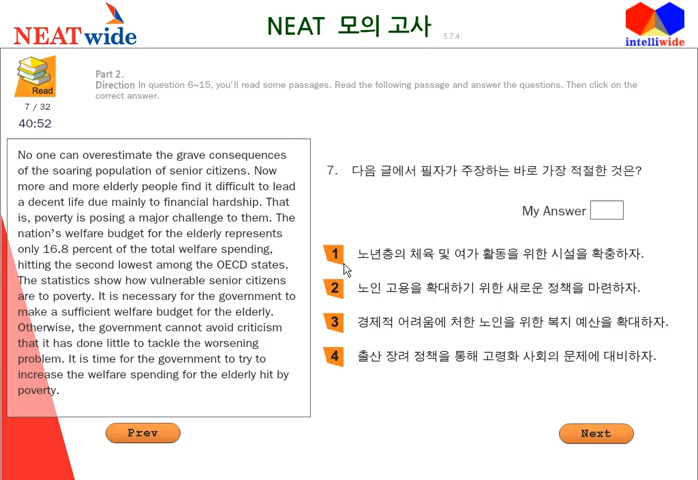 NEATwide
NEAT 모의 고사
5.7.4
intelliwide
Read
7 / 32
40:52
Part 2.
Direction In question 6~15, you'll read some passages. Read the following passage and answer the questions. Then click on the
correct answer.
No one can overestimate the grave consequences
of the soaring population of senior citizens. Now
more and more elderly people find it difficult to lead
a decent life due mainly to financial hardship. That
is, poverty is posing a major challenge to them. The
nation's welfare budget for the elderly represents
only 16.8 percent of the total welfare spending,
hitting the second lowest among the OECD states.
The statistics show how vulnerable senior citizens
are to poverty. It is necessary for the government to
make a sufficient welfare budget for the elderly.
Otherwise, the government cannot avoid criticism
that it has done little to tackle the worsening
problem. It is time for the government to try to
increase the welfare spending for the elderly hit by
poverty.
7. 다음 글에서 필자가 주장하는 바로 가장 적절한 것은?
My Answer
1 노년층의 체육 및 여가 활동을 위한 시설을 확충하자.
2 노인 고용을 확대하기 위한 새로운 정책을 마련하자.
3 경제적 어려움에 처한 노인을 위한 복지 예산을 확대하자.
4 출산 장려 정책을 통해 고령화 사회의 문제에 대비하자.
Prev
Next